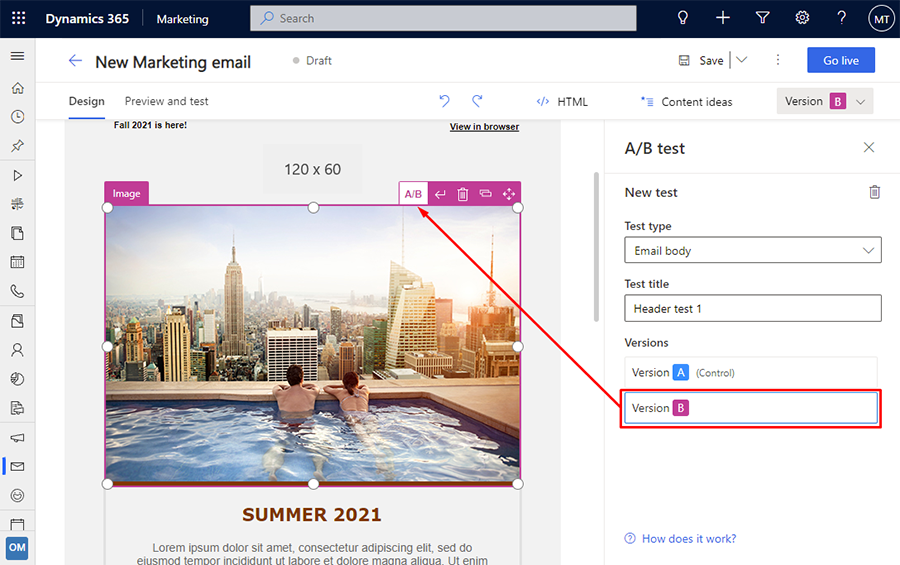 Dynamics 365
Marketing
Search
MT
New Marketing email
Draft
Save
Go live
Design
Preview and test
HTML
Content ideas
Version B
Fall 2021 is here!
View in browser
120 x 60
Image
A/B
SUMMER 2021
Lorem ipsum dolor sit amet, consectetur adipiscing elit, sed do
eiusmod tempor incididunt ut labore et dolore magna aliqua. Ut enim
A/B test
New test
Test type
Email body
Test title
Header test 1
Versions
Version A (Control)
Version B
How does it work?
OM